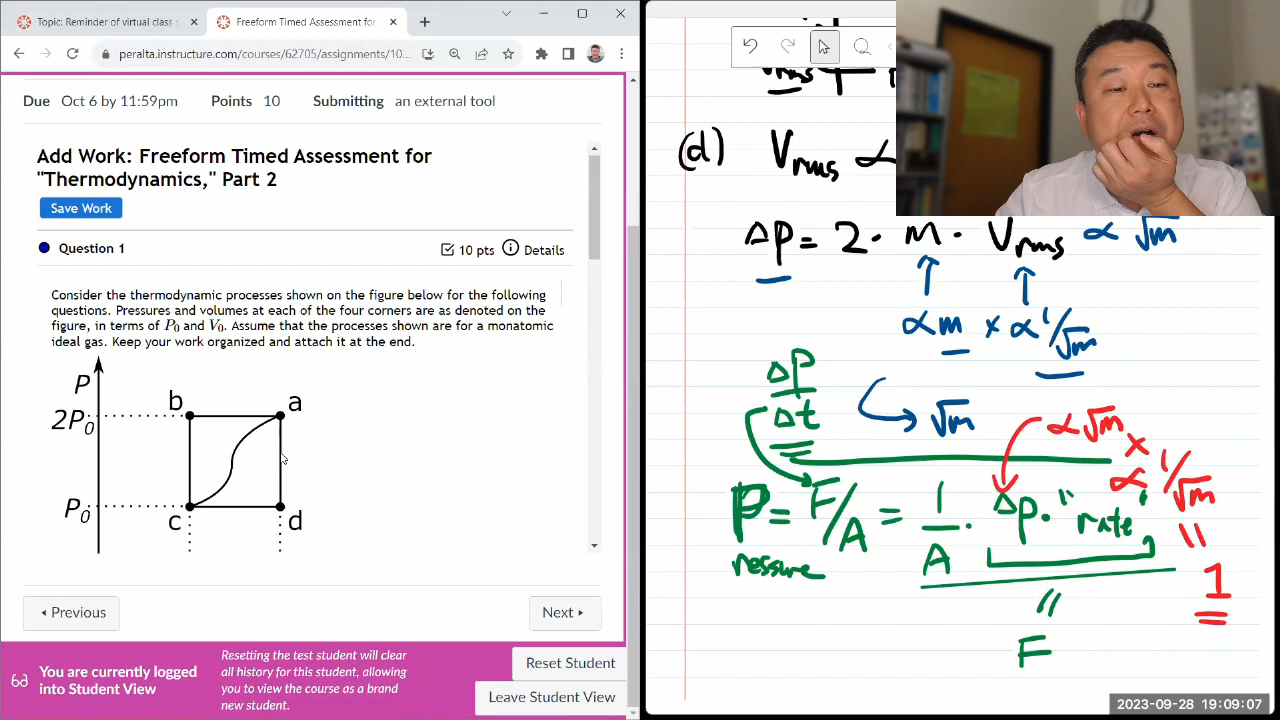 Topic: Reminder of virtual class s
Freeform Timed Assessment for
peralta.instructure.com/courses/62705/assignments/10...
Due Oct 6 by 11:59pm Points 10 Submitting an external tool
Add Work: Freeform Timed Assessment for
"Thermodynamics," Part 2
Save Work
Question 1
10 pts Details
Consider the thermodynamic processes shown on the figure below for the following
questions. Pressures and volumes at each of the four corners are as denoted on the
figure, in terms of P₀ and V₀. Assume that the processes shown are for a monatomic
ideal gas. Keep your work organized and attach it at the end.
P
b a
2P₀
P₀
c d
Previous
Next
You are currently logged
into Student View
Resetting the test student will clear
all history for this student, allowing
you to view the course as a brand
new student.
Reset Student
Leave Student View
Vrms
(d) Vrms ∝
Δp = 2 · m · Vrms ∝ √m
∝ m × ∝ 1/√m
ΔP
Δt
√m
∝ √m ×
∝ 1/√m
P = F/A = 1/A · Δp · "rate"
ressure
"
1
"
F
2023-09-28 19:09:07